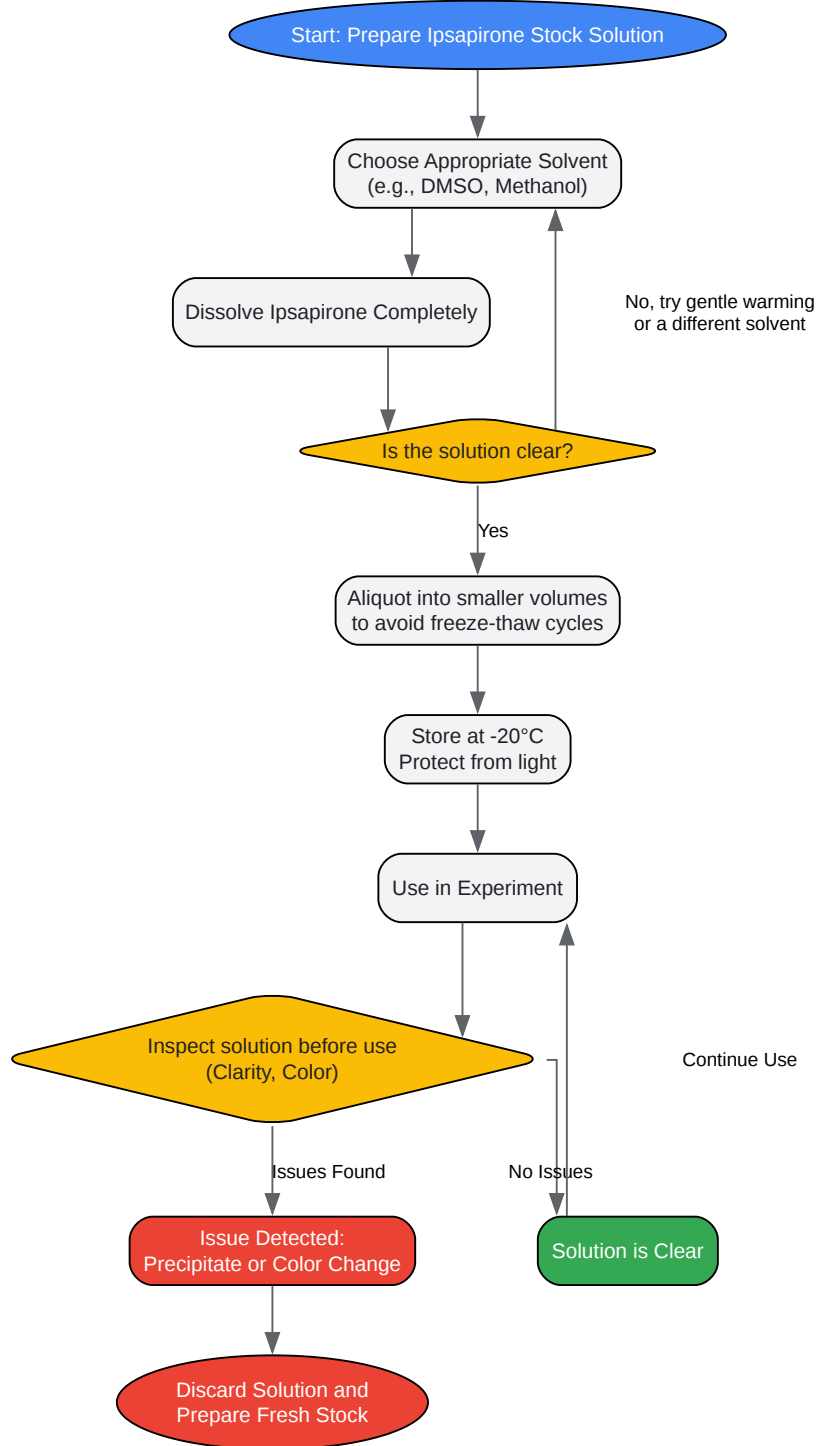 Start: Prepare Ipsapirone Stock Solution
Choose Appropriate Solvent
(e.g., DMSO, Methanol)
Dissolve Ipsapirone Completely
No, try gentle warming
or a different solvent
Is the solution clear?
Yes
Aliquot into smaller volumes
to avoid freeze-thaw cycles
Store at -20°C
Protect from light
Use in Experiment
Inspect solution before use
(Clarity, Color)
Continue Use
Issues Found
No Issues
Issue Detected:
Precipitate or Color Change
Solution is Clear
Discard Solution and
Prepare Fresh Stock